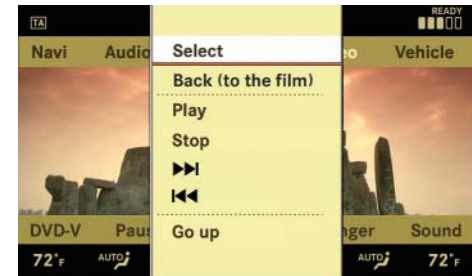 TA READY
Navi Audio eo Vehicle
Select
Back (to the film)
Play
Stop
Go up
DVD-V Paus nger Sound
72°F AUTO AUTO 72°F